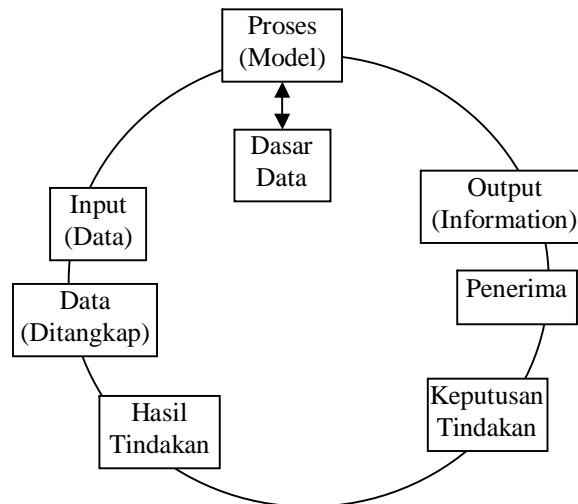 Proses
(Model)
Dasar
Data
Output
(Information)
Input
(Data)
Penerima
Data
(Ditangkap)
Keputusan
Tindakan
Hasil
Tindakan